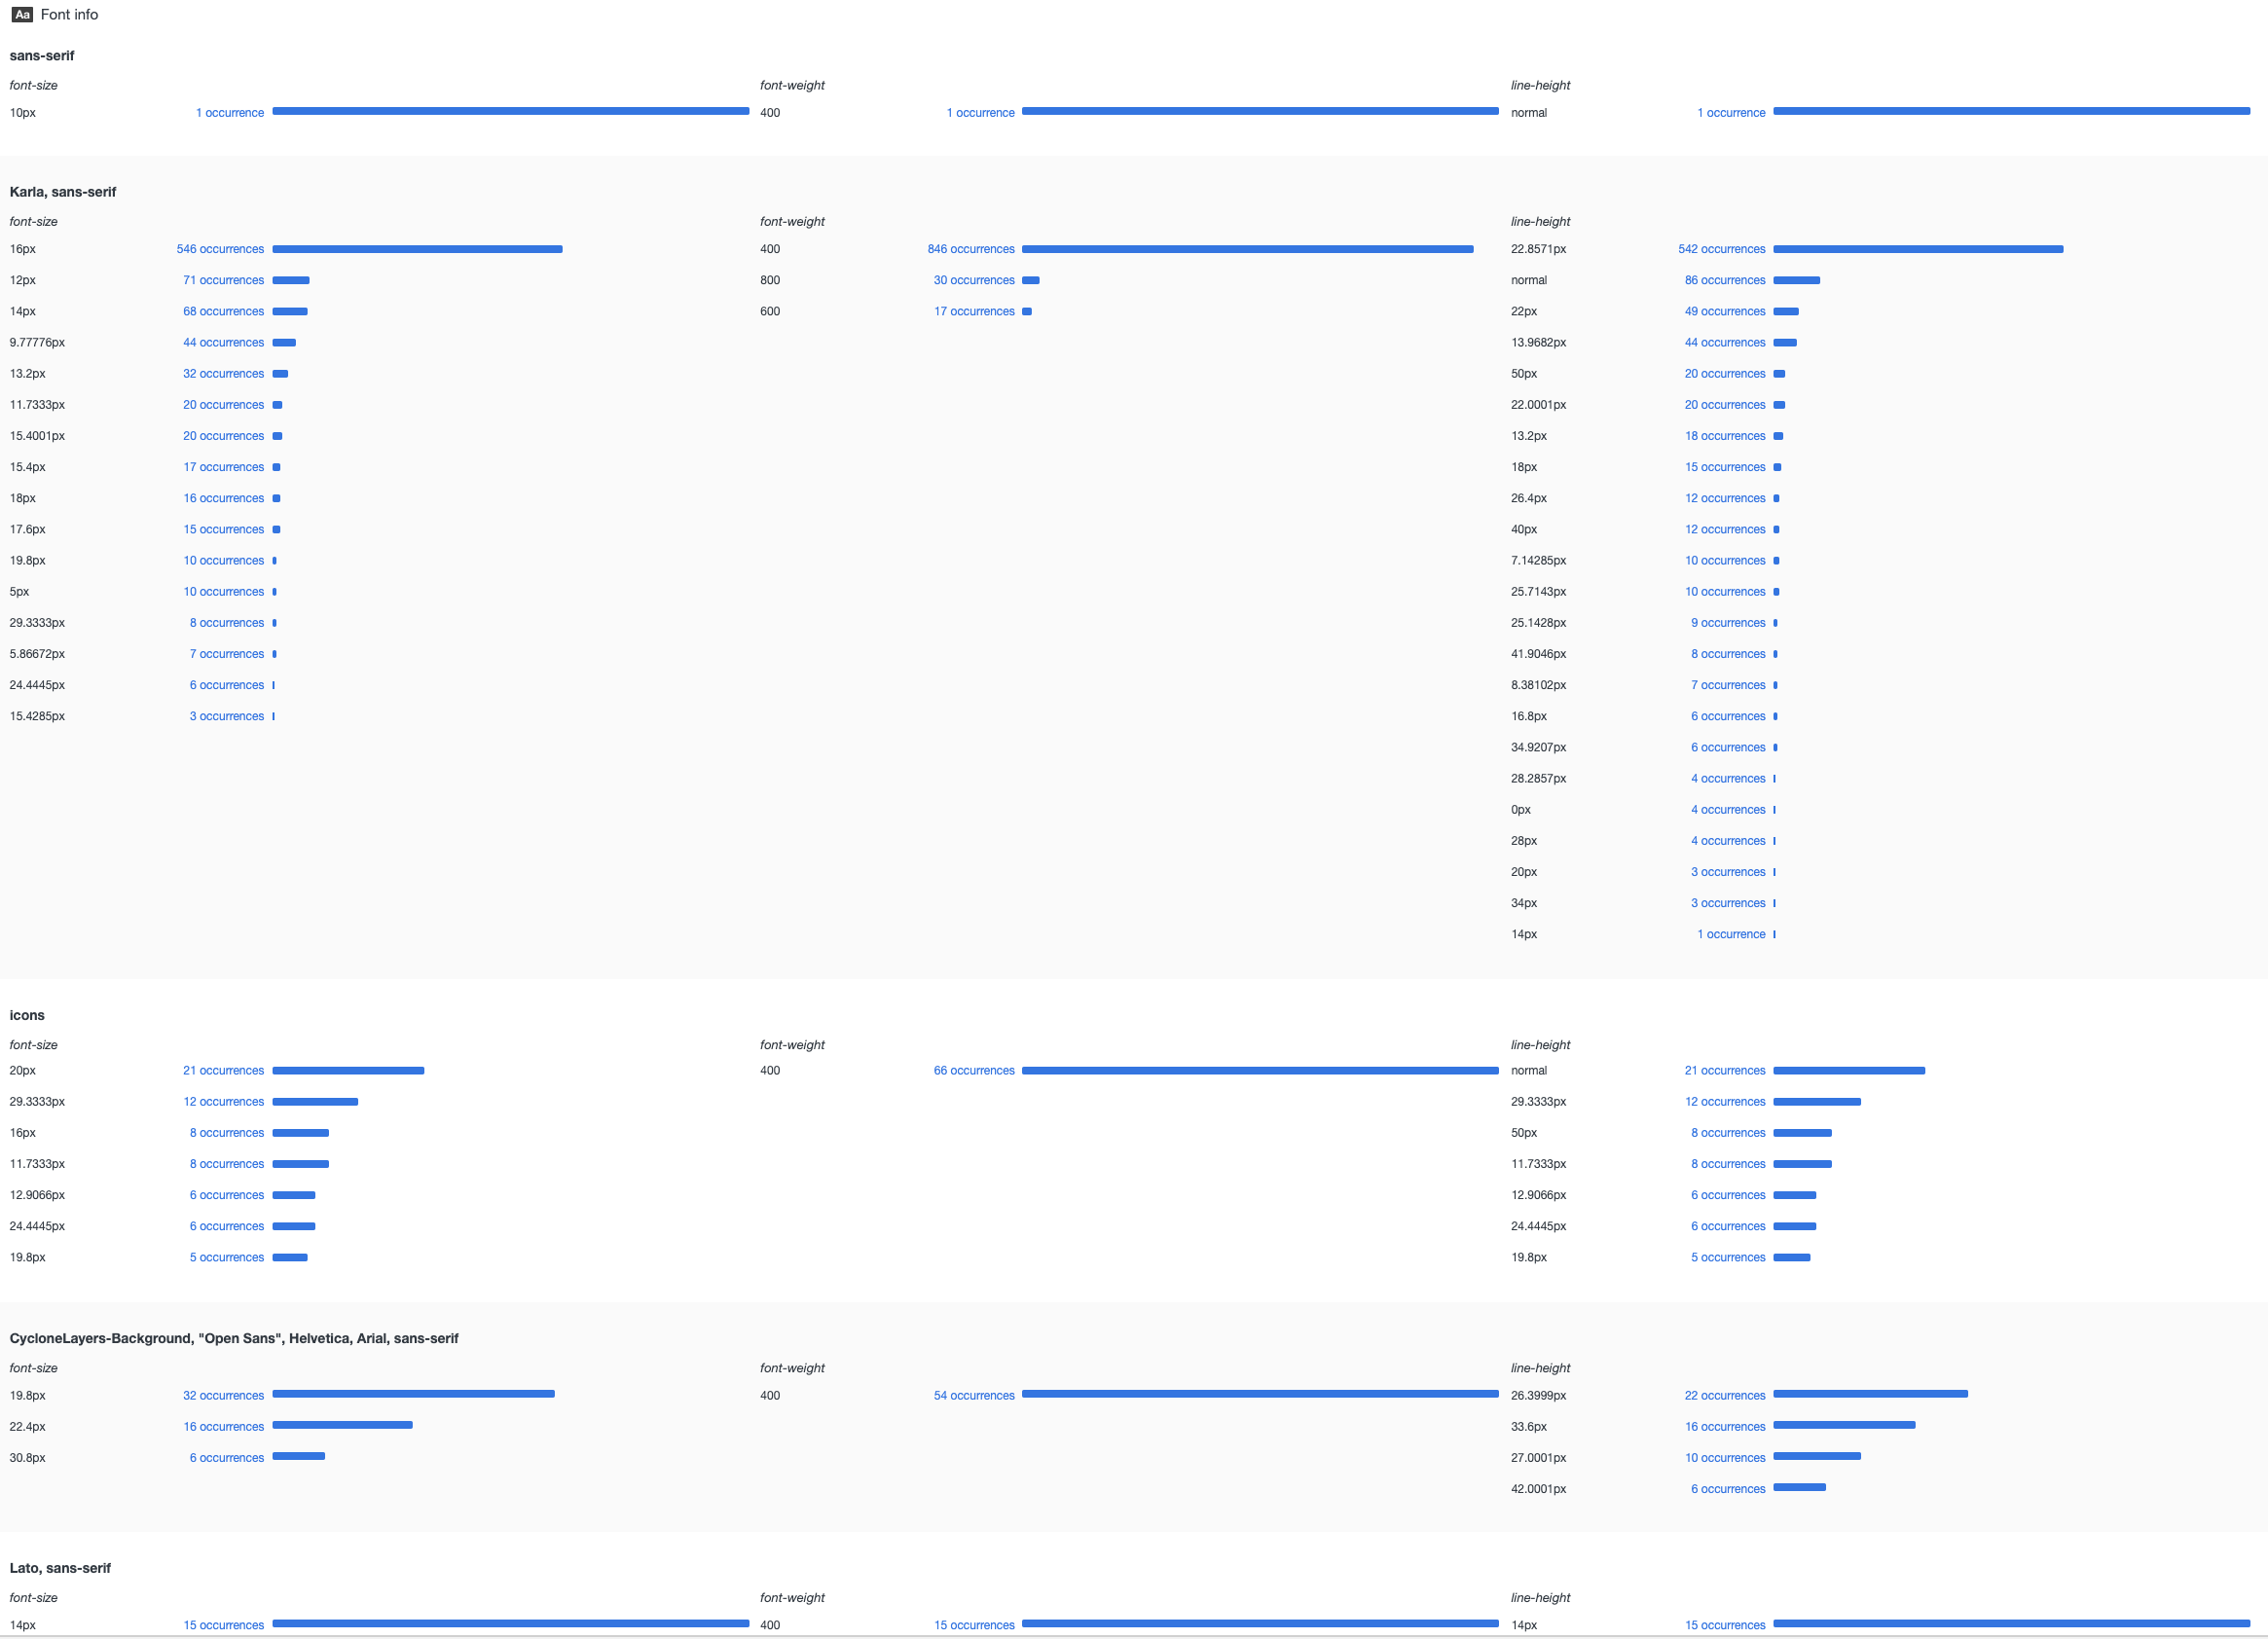 Aa Font info
sans-serif
font-size font-weight line-height
10px 1 occurrence 400 1 occurrence normal 1 occurrence
Karla, sans-serif
font-size font-weight line-height
16px 546 occurrences 400 846 occurrences 22.8571px 542 occurrences
12px 71 occurrences 800 30 occurrences normal 86 occurrences
14px 68 occurrences 600 17 occurrences 22px 49 occurrences
9.77776px 44 occurrences 13.9682px 44 occurrences
13.2px 32 occurrences 50px 20 occurrences
11.7333px 20 occurrences 22.0001px 20 occurrences
15.4001px 20 occurrences 13.2px 18 occurrences
15.4px 17 occurrences 18px 15 occurrences
18px 16 occurrences 26.4px 12 occurrences
17.6px 15 occurrences 40px 12 occurrences
19.8px 10 occurrences 7.14285px 10 occurrences
5px 10 occurrences 25.7143px 10 occurrences
29.3333px 8 occurrences 25.1428px 9 occurrences
5.86672px 7 occurrences 41.9046px 8 occurrences
24.4445px 6 occurrences 8.38102px 7 occurrences
15.4285px 3 occurrences 16.8px 6 occurrences
34.9207px 6 occurrences
28.2857px 4 occurrences
0px 4 occurrences
28px 4 occurrences
20px 3 occurrences
34px 3 occurrences
14px 1 occurrence
icons
font-size font-weight line-height
20px 21 occurrences 400 66 occurrences normal 21 occurrences
29.3333px 12 occurrences 29.3333px 12 occurrences
16px 8 occurrences 50px 8 occurrences
11.7333px 8 occurrences 11.7333px 8 occurrences
12.9066px 6 occurrences 12.9066px 6 occurrences
24.4445px 6 occurrences 24.4445px 6 occurrences
19.8px 5 occurrences 19.8px 5 occurrences
CycloneLayers-Background, "Open Sans", Helvetica, Arial, sans-serif
font-size font-weight line-height
19.8px 32 occurrences 400 54 occurrences 26.3999px 22 occurrences
22.4px 16 occurrences 33.6px 16 occurrences
30.8px 6 occurrences 27.0001px 10 occurrences
42.0001px 6 occurrences
Lato, sans-serif
font-size font-weight line-height
14px 15 occurrences 400 15 occurrences 14px 15 occurrences